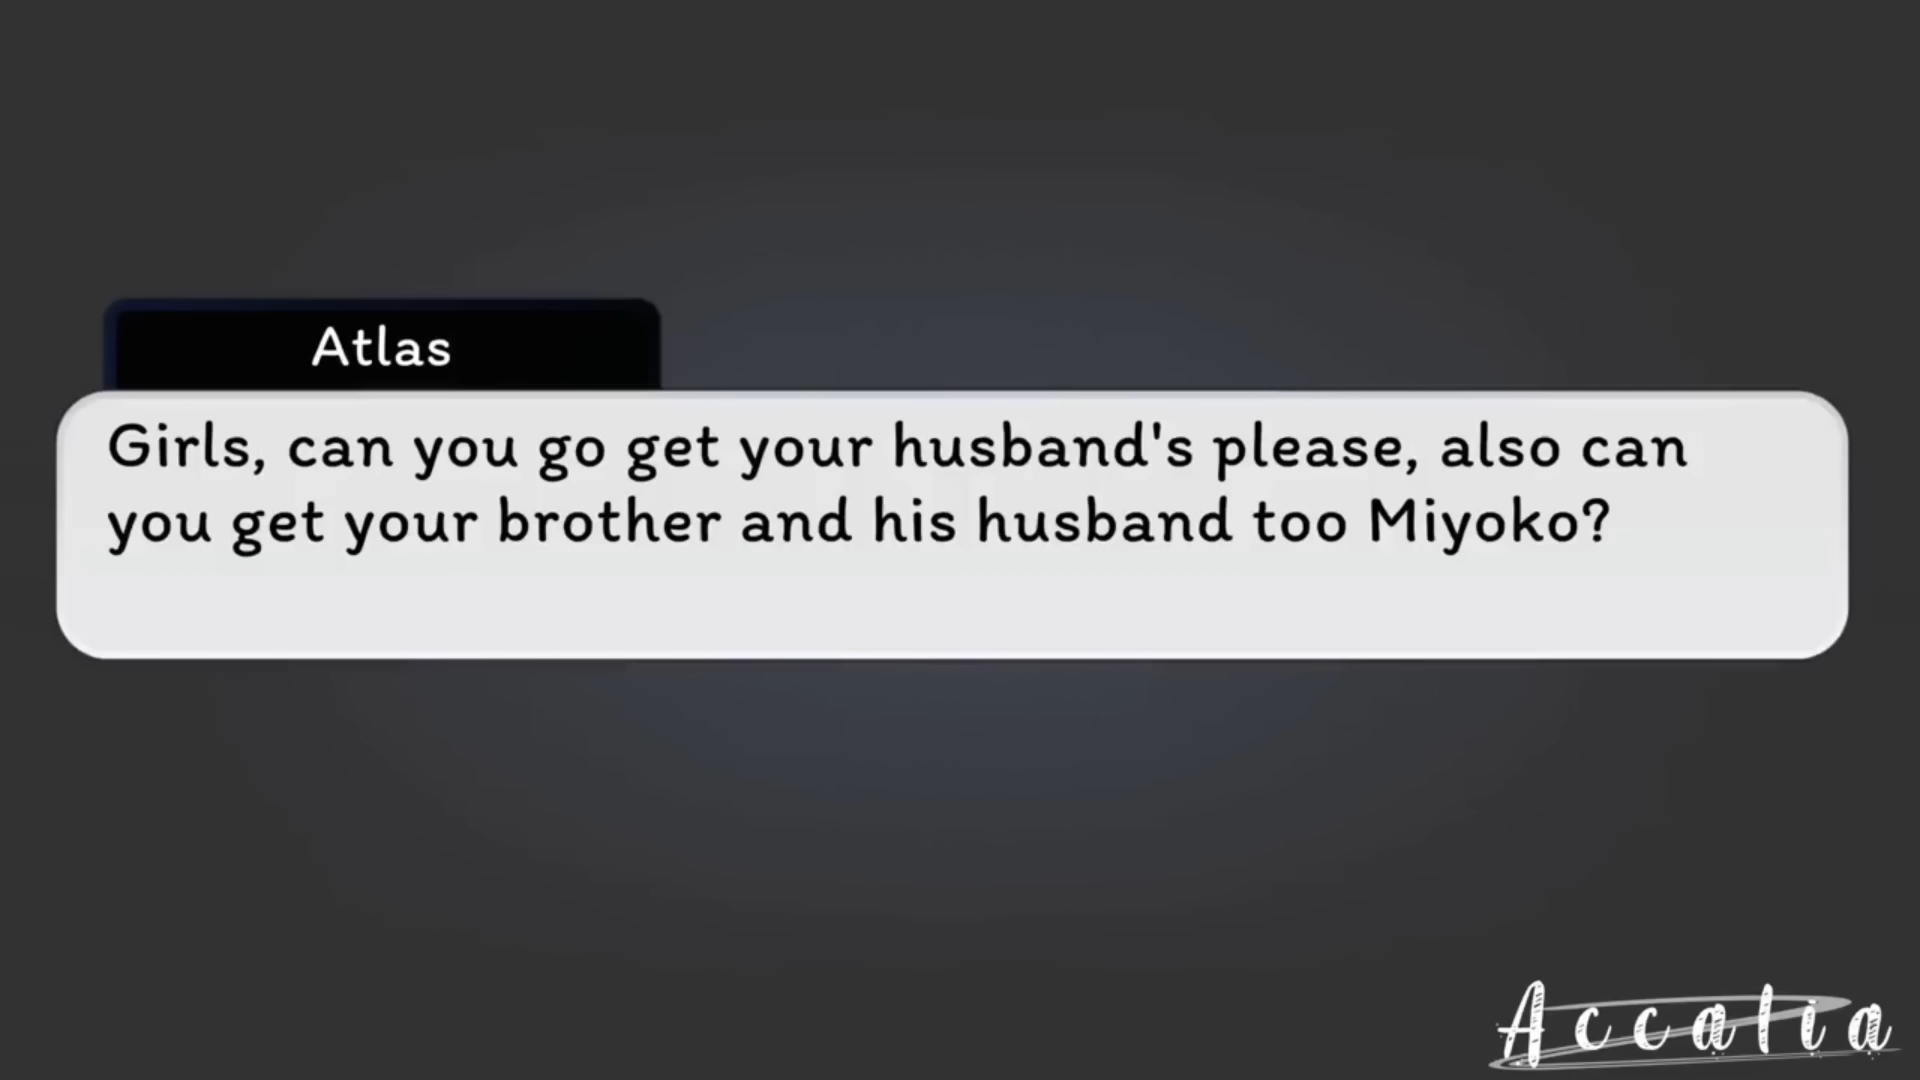 Atlas
Girls, can you go get your husband's please, also can
you get your brother and his husband too Miyoko?
Accalia